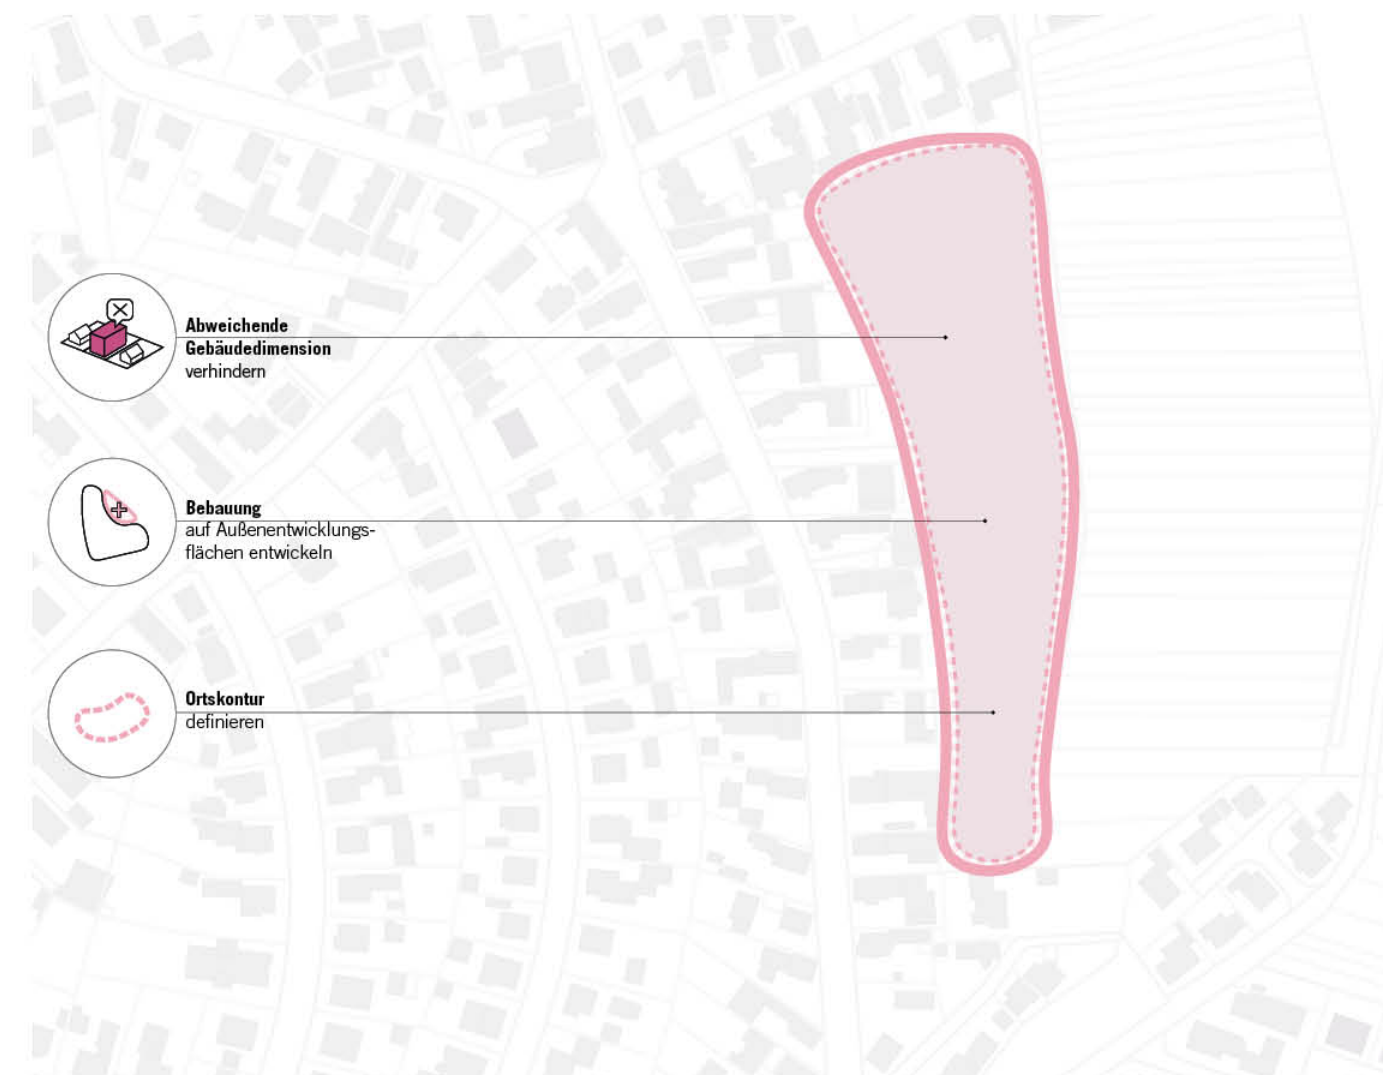 Abweichende
Gebäudedimension
verhindern
Bebauung
auf Außenentwicklungs-
flächen entwickeln
Ortskontur
definieren